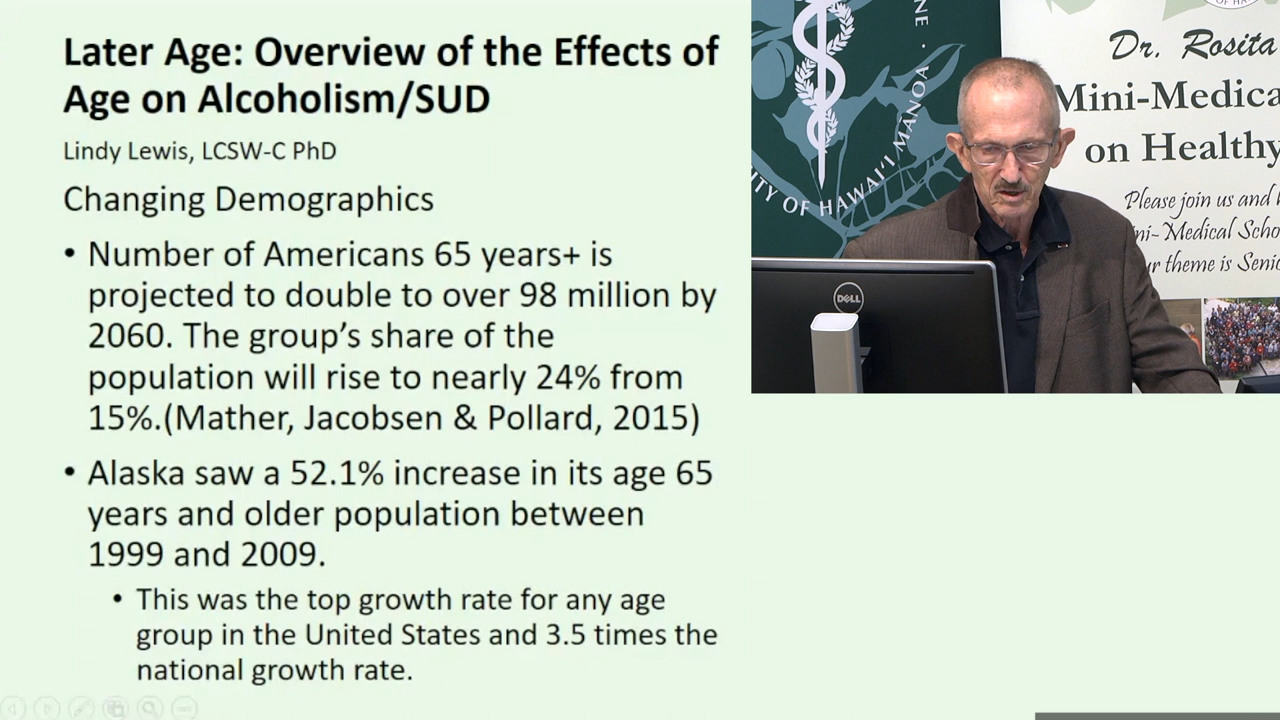 Later Age: Overview of the Effects of
Age on Alcoholism/SUD
Lindy Lewis, LCSW-C PhD
Changing Demographics
• Number of Americans 65 years+ is
projected to double to over 98 million by
2060. The group’s share of the
population will rise to nearly 24% from
15%.(Mather, Jacobsen & Pollard, 2015)
• Alaska saw a 52.1% increase in its age 65
years and older population between
1999 and 2009.
• This was the top growth rate for any age
group in the United States and 3.5 times the
national growth rate.
OF HAWAIʻI MĀNOA ·
DELL
Dr. Rosita
Mini-Medica
on Healthy
Please join us and
Scho
theme is Senio